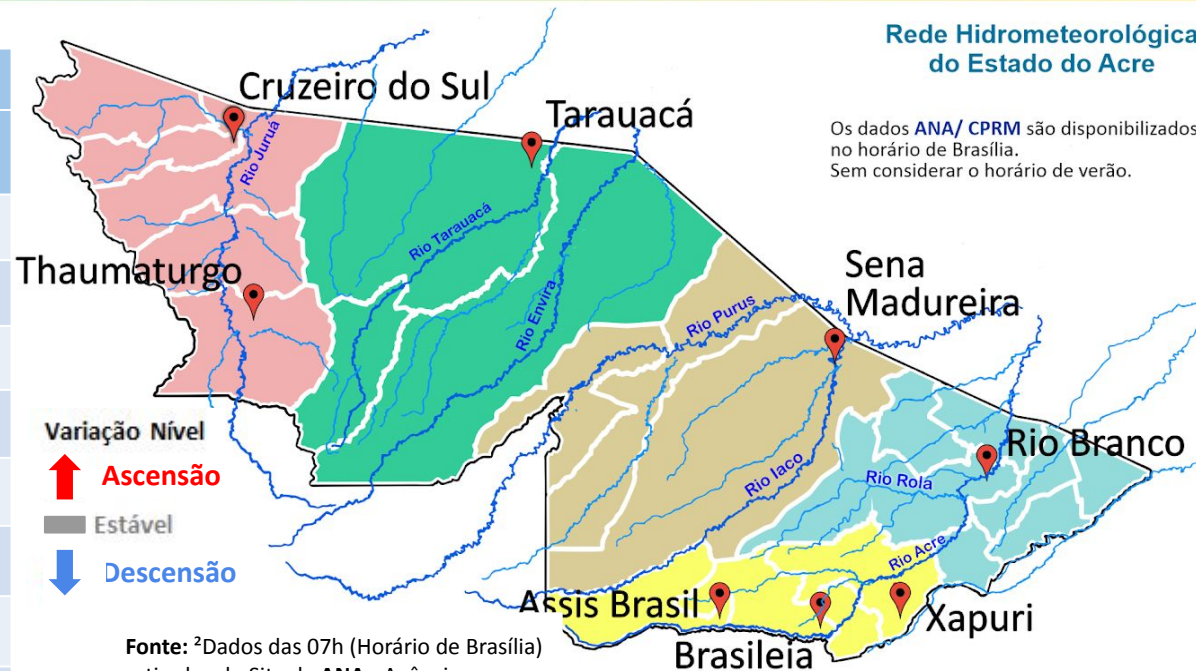 Rede Hidrometeorológica
do Estado do Acre
Os dados ANA/ CPRM são disponibilizados
no horário de Brasília.
Sem considerar o horário de verão.
Cruzeiro do Sul
Tarauacá
Rio Juruá
Rio Tarauacá
Thaumaturgo
Rio Envira
Sena
Madureira
Rio Purus
Variação Nível
Ascensão
Estável
Descensão
Rio Branco
Rio Iaco
Rio Rola
Rio Acre
Assis Brasil
Xapuri
Brasileia
Fonte: ²Dados das 07h (Horário de Brasília)